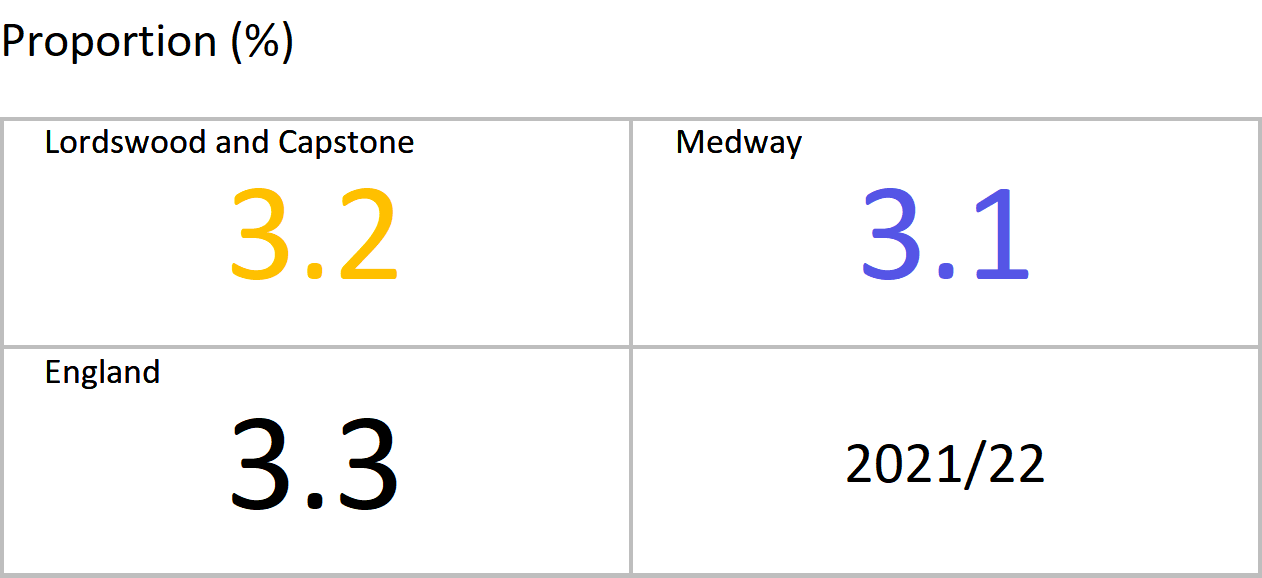 Proportion (%)
Lordswood and Capstone
3.2
Medway
3.1
England
3.3
2021/22